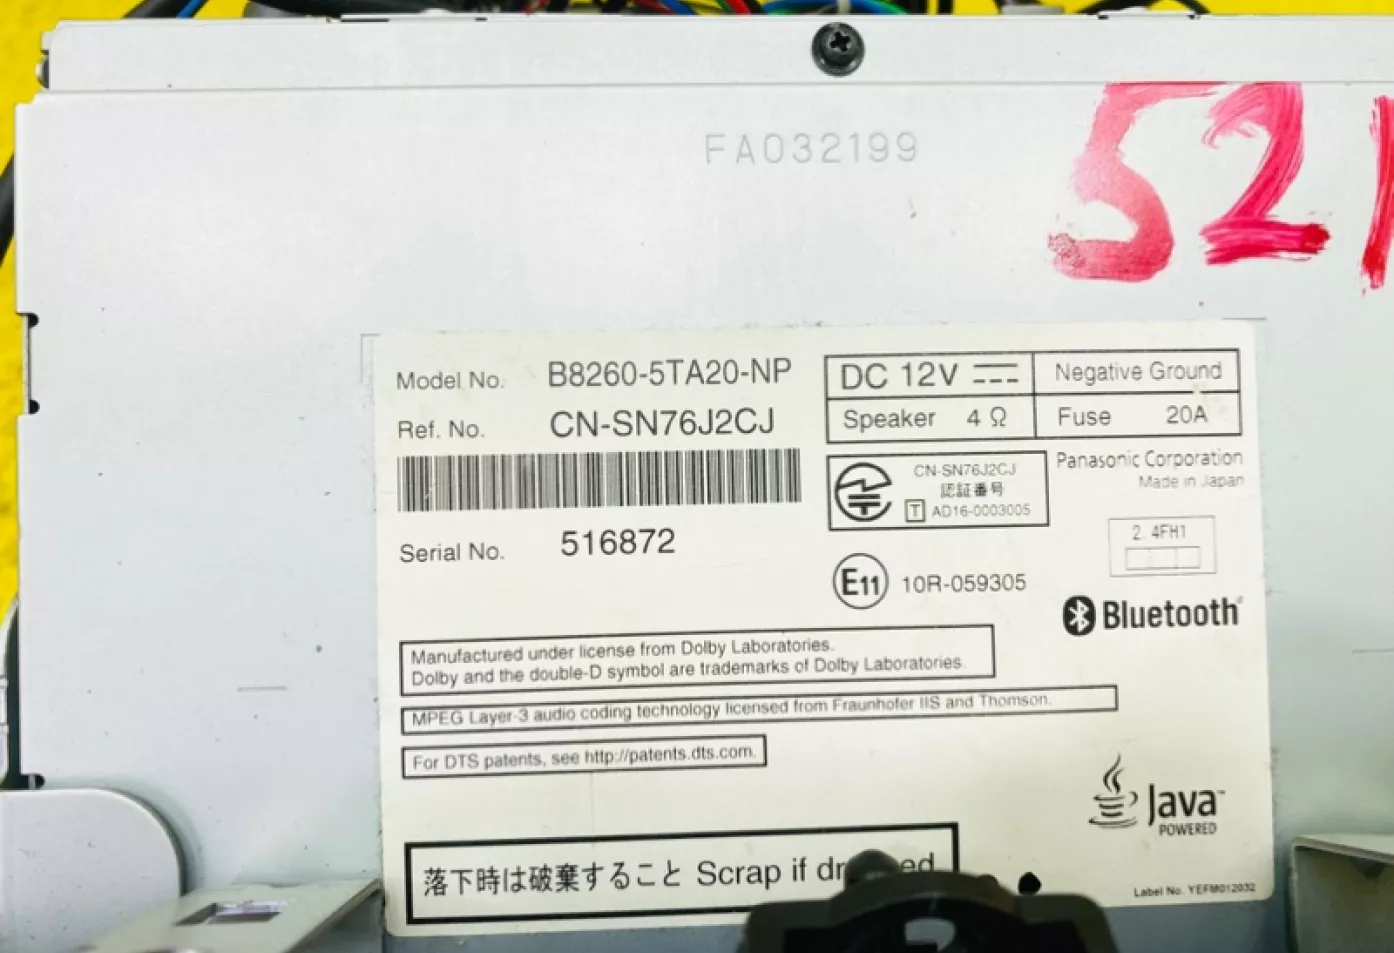 FA032199
521
Model No. B8260-5TA20-NP
Ref. No. CN-SN76J2CJ
Serial No. 516872
DC 12V
Negative Ground
Speaker 4 Ω
Fuse 20A
CN-SN76J2CJ
認証番号
T AD16-0003005
Panasonic Corporation
Made in Japan
2.4FH1
E11 10R-059305
Bluetooth
Manufactured under license from Dolby Laboratories.
Dolby and the double-D symbol are trademarks of Dolby Laboratories.
MPEG Layer-3 audio coding technology licensed from Fraunhofer IIS and Thomson.
For DTS patents, see http://patents.dts.com.
Java™
POWERED
落下時は破棄すること Scrap if
Label No. YEFM012032